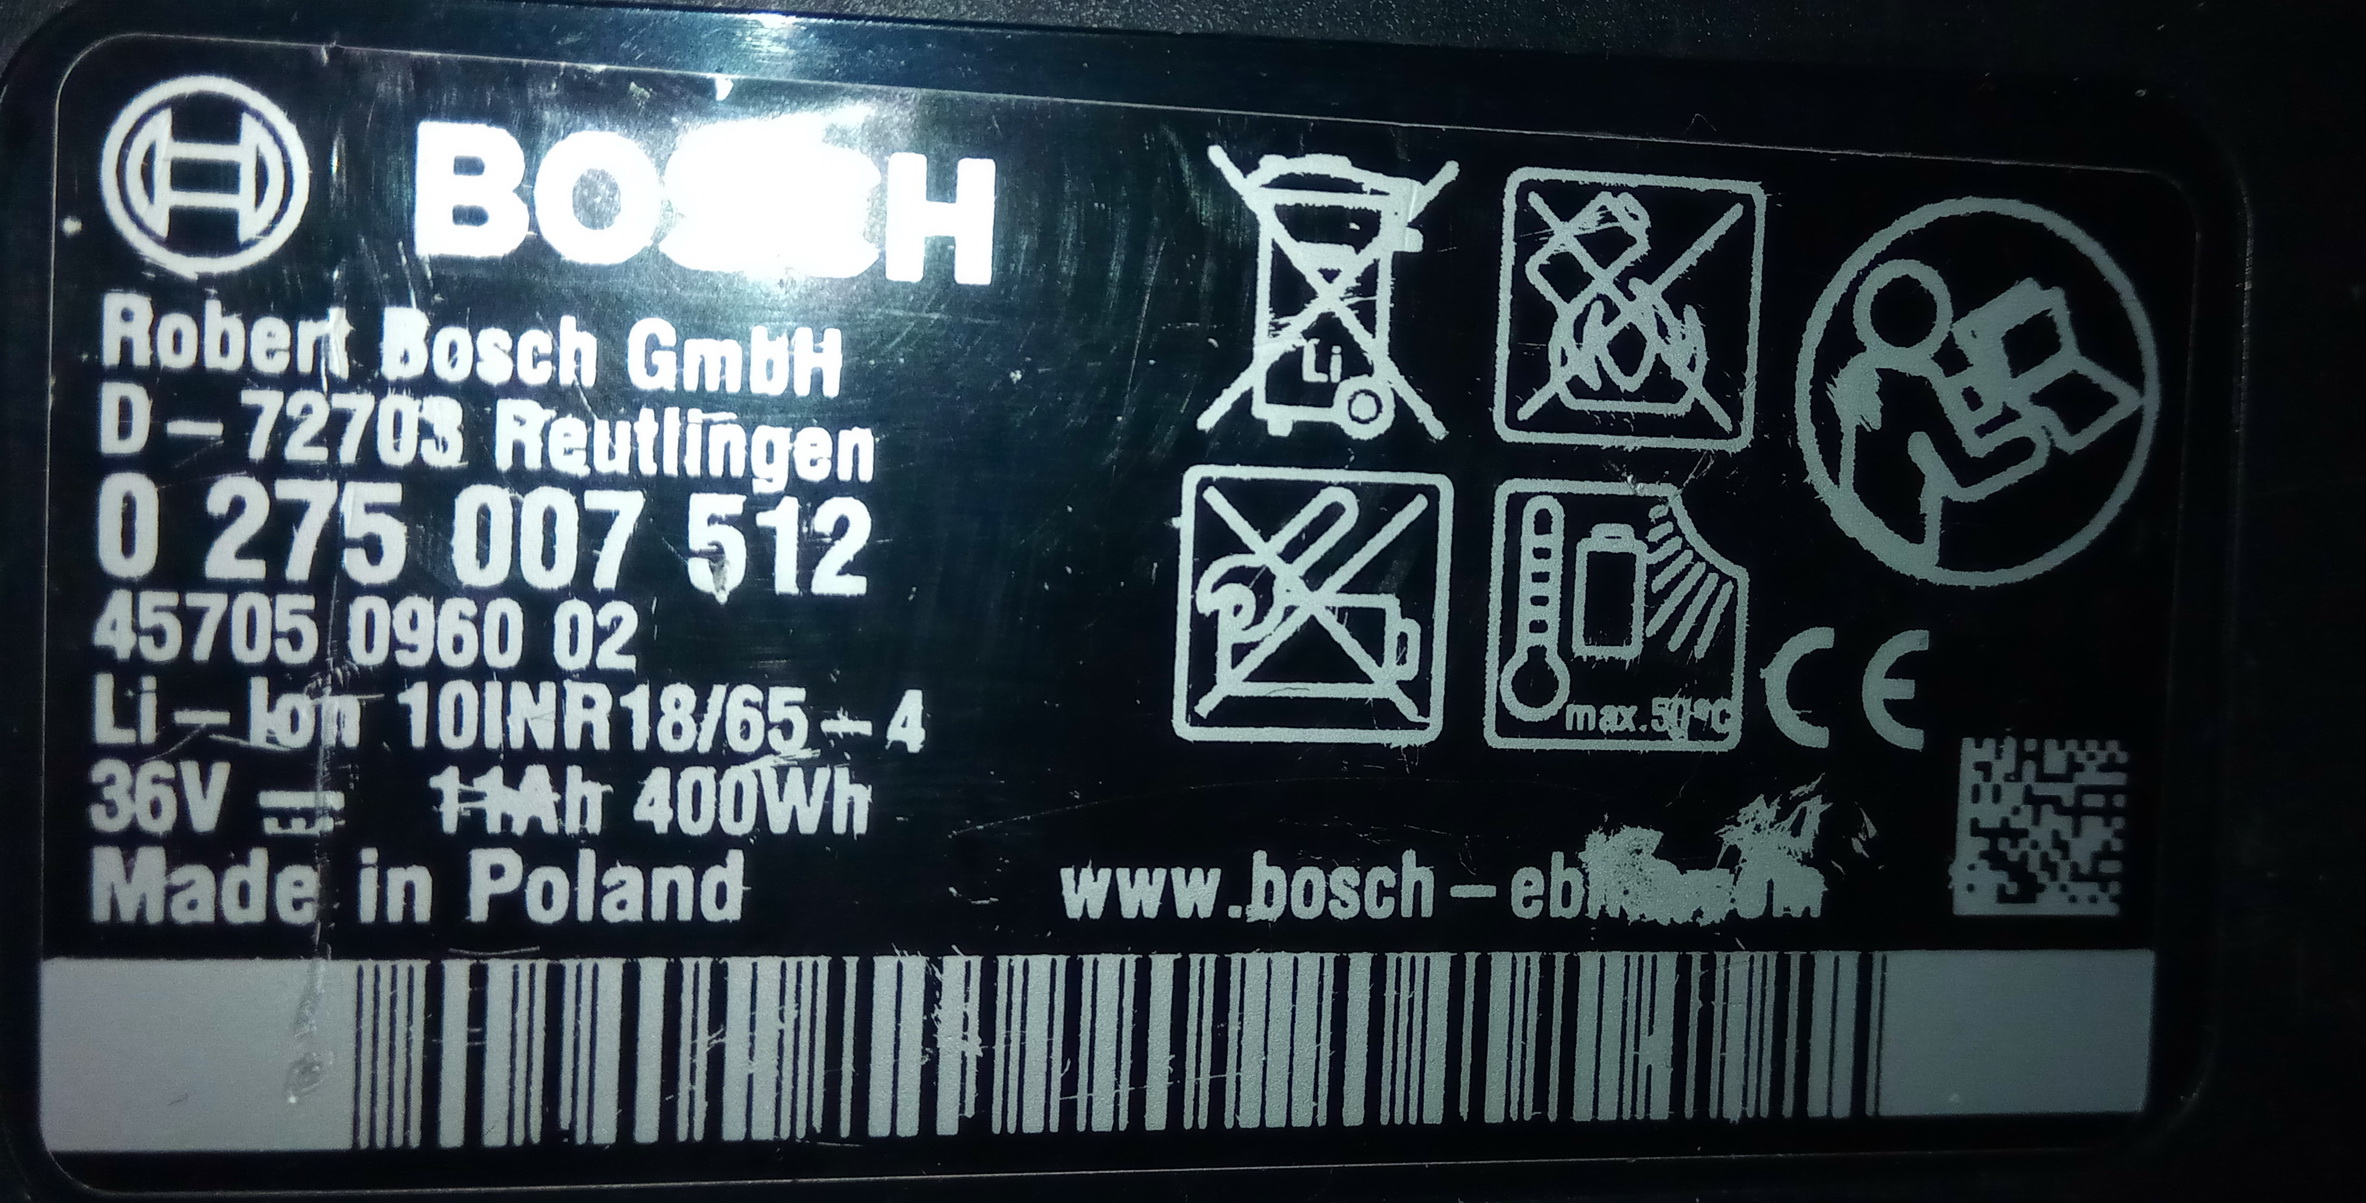 BOSCH
Robert Bosch GmbH
D-72703 Reutlingen
0 275 007 512
45705 0960 02
Li-Ion 10INR18/65-4
36V 11Ah 400Wh
Made in Poland
Li
max.50°C
CE